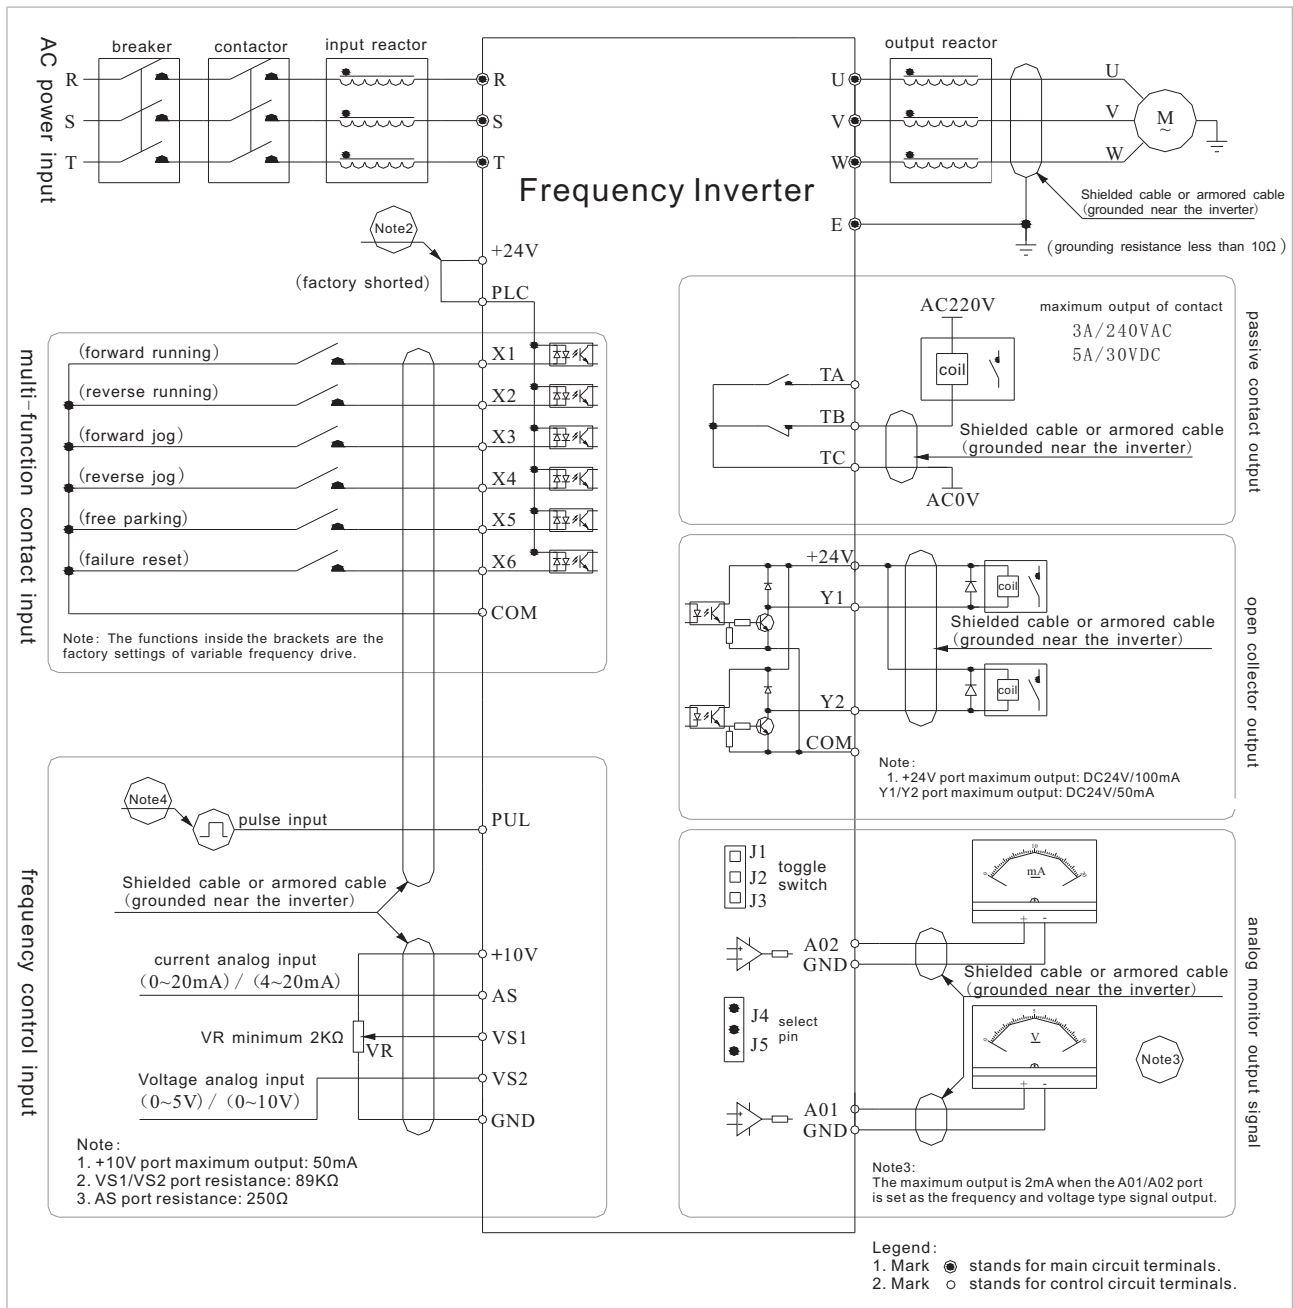 AC power input
breaker
contactor
input reactor
R
S
T
R
S
T
Frequency Inverter
output reactor
U
V
W
U
V
W
M
~
Shielded cable or armored cable
(grounded near the inverter)
E
(grounding resistance less than 10Ω)
Note2
(factory shorted)
+24V
PLC
multi-function contact input
(forward running)
X1
(reverse running)
X2
(forward jog)
X3
(reverse jog)
X4
(free parking)
X5
(failure reset)
X6
COM
Note: The functions inside the brackets are the
factory settings of variable frequency drive.
passive contact output
AC220V
maximum output of contact
3A/240VAC
5A/30VDC
coil
TA
TB
TC
Shielded cable or armored cable
(grounded near the inverter)
AC0V
open collector output
+24V
Y1
coil
Shielded cable or armored cable
(grounded near the inverter)
Y2
coil
COM
Note:
1. +24V port maximum output: DC24V/100mA
Y1/Y2 port maximum output: DC24V/50mA
frequency control input
Note4
pulse input
PUL
Shielded cable or armored cable
(grounded near the inverter)
+10V
current analog input
(0~20mA) / (4~20mA)
AS
VR minimum 2KΩ
VR
VS1
Voltage analog input
(0~5V) / (0~10V)
VS2
GND
Note:
1. +10V port maximum output: 50mA
2. VS1/VS2 port resistance: 89KΩ
3. AS port resistance: 250Ω
analog monitor output signal
J1
J2
J3
toggle
switch
0
10
20
mA
+ -
A02
GND
Shielded cable or armored cable
(grounded near the inverter)
J4
J5
select
pin
0
5
10
V
+ -
Note3
A01
GND
Note3:
The maximum output is 2mA when the A01/A02 port
is set as the frequency and voltage type signal output.
Legend:
1. Mark stands for main circuit terminals.
2. Mark stands for control circuit terminals.